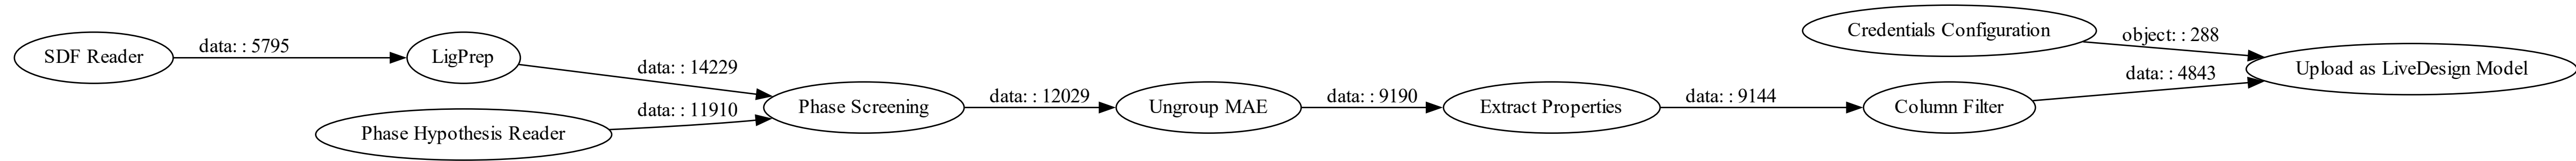 SDF Reader
data: : 5795
LigPrep
data: : 14229
Phase Hypothesis Reader
data: : 11910
Phase Screening
data: : 12029
Ungroup MAE
data: : 9190
Extract Properties
data: : 9144
Column Filter
data: : 4843
Credentials Configuration
object: : 288
Upload as LiveDesign Model